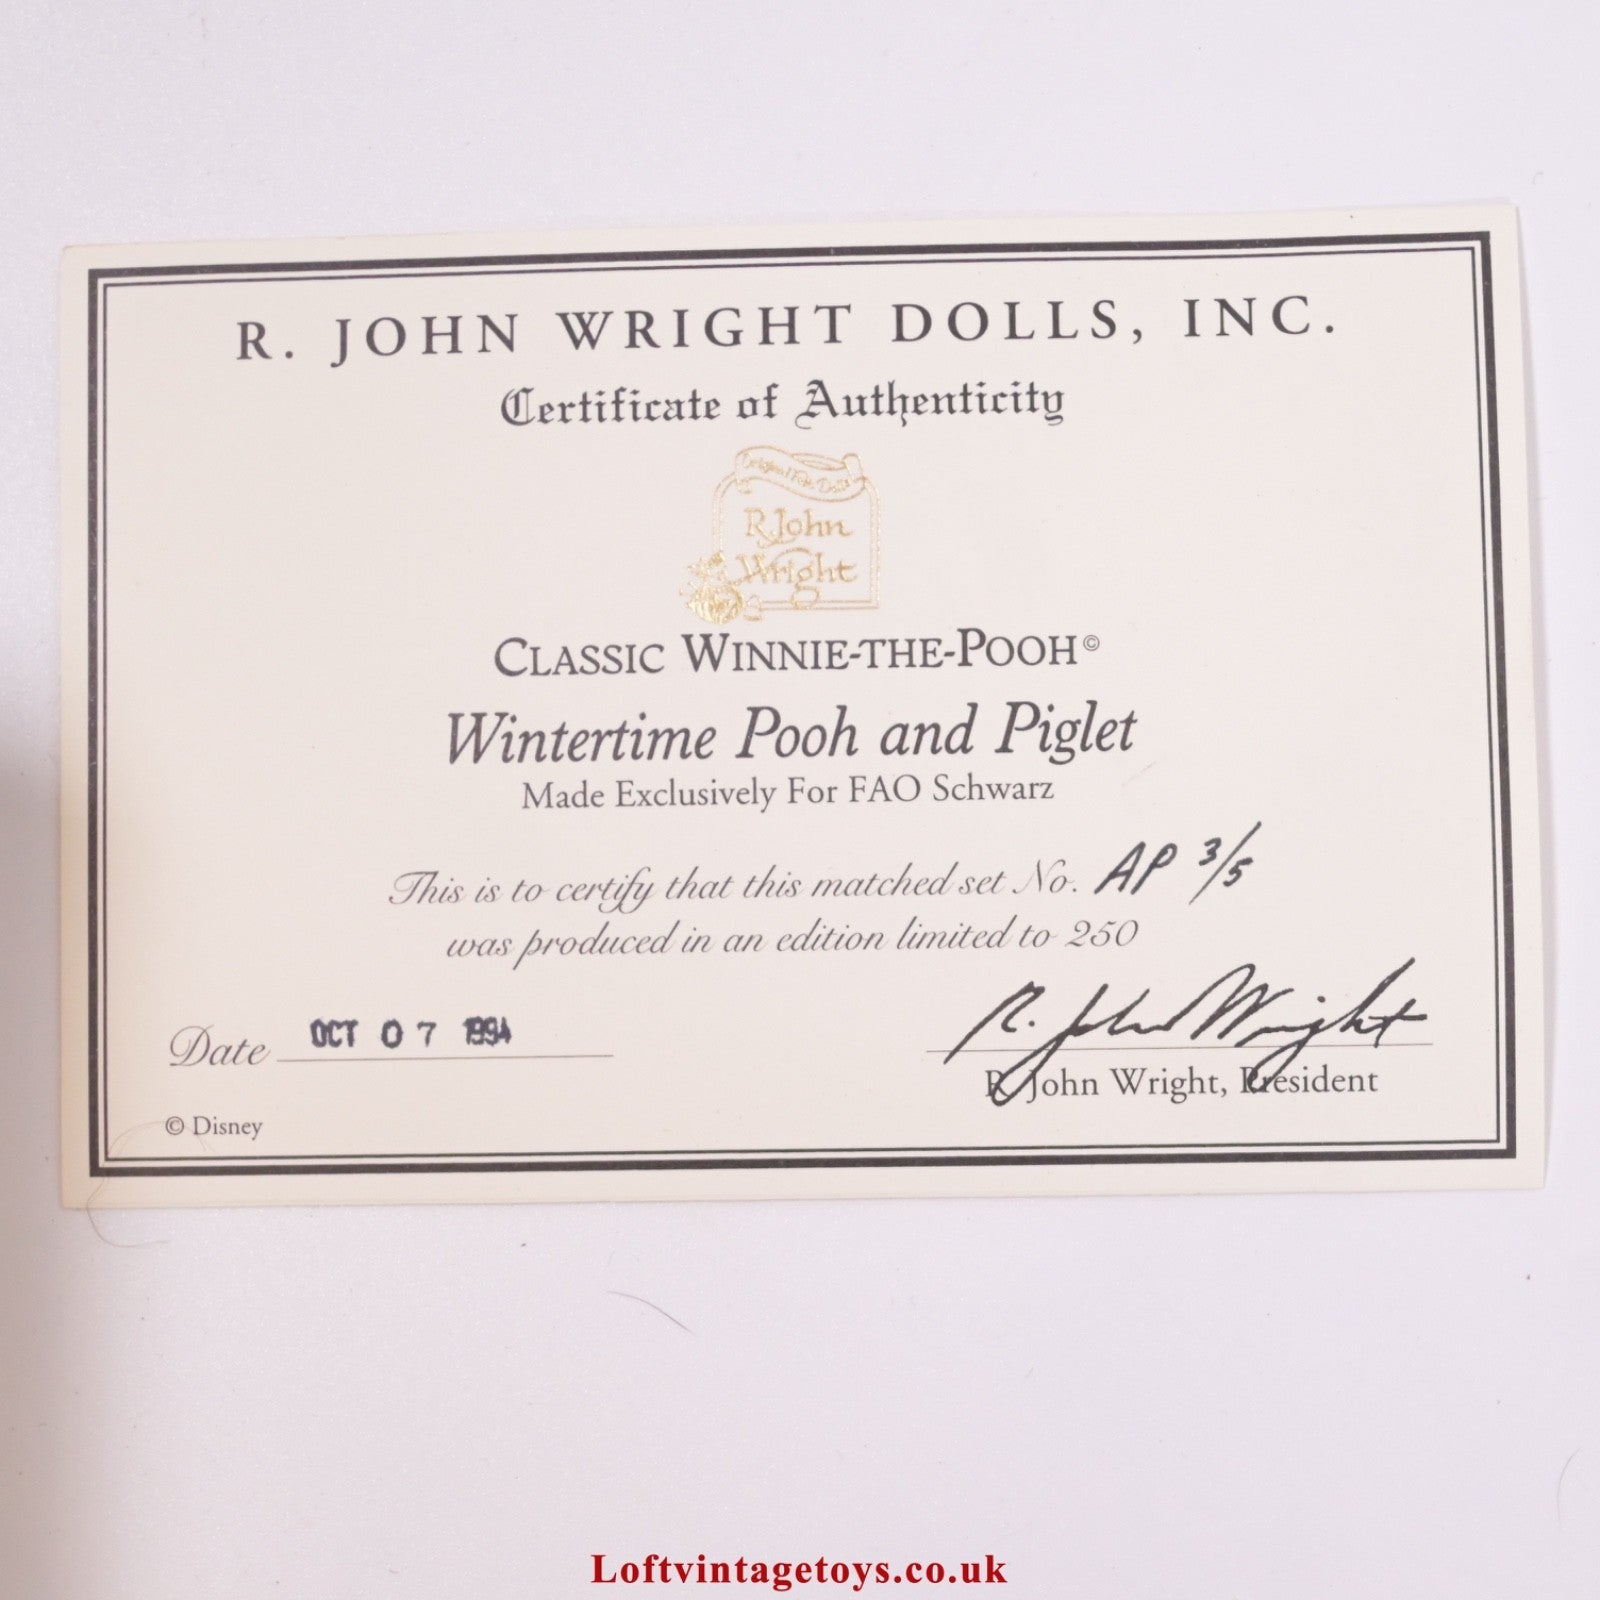 R. JOHN WRIGHT DOLLS, INC.
Certificate of Authenticity
R. John
Wright
CLASSIC WINNIE-THE-POOH©
Wintertime Pooh and Piglet
Made Exclusively For FAO Schwarz
This is to certify that this matched set No. AP 3/5
was produced in an edition limited to 250
Date OCT 07 1994
R. John Wright
R. John Wright, President
© Disney
Loftvintagetoys.co.uk